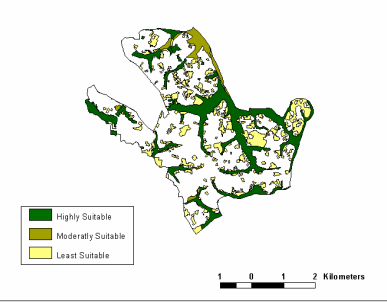 Highly Suitable
Moderatly Suitable
Least Suitable
1 0 1 2 Kilometers